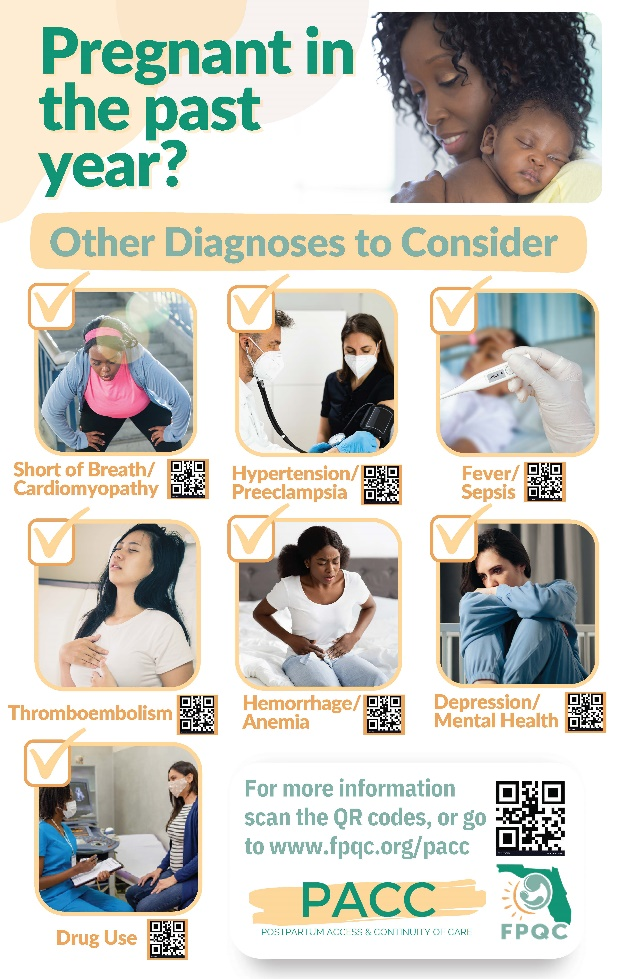 Pregnant in
the past
year?
Other Diagnoses to Consider
Short of Breath/
Cardiomyopathy
Hypertension/
Preeclampsia
Fever/
Sepsis
Thromboembolism
Hemorrhage/
Anemia
Depression/
Mental Health
Drug Use
For more information
scan the QR codes, or go
to www.fpqc.org/pacc
PACC
POSTPARTUM ACCESS & CONTINUITY OF CARE
FPQC